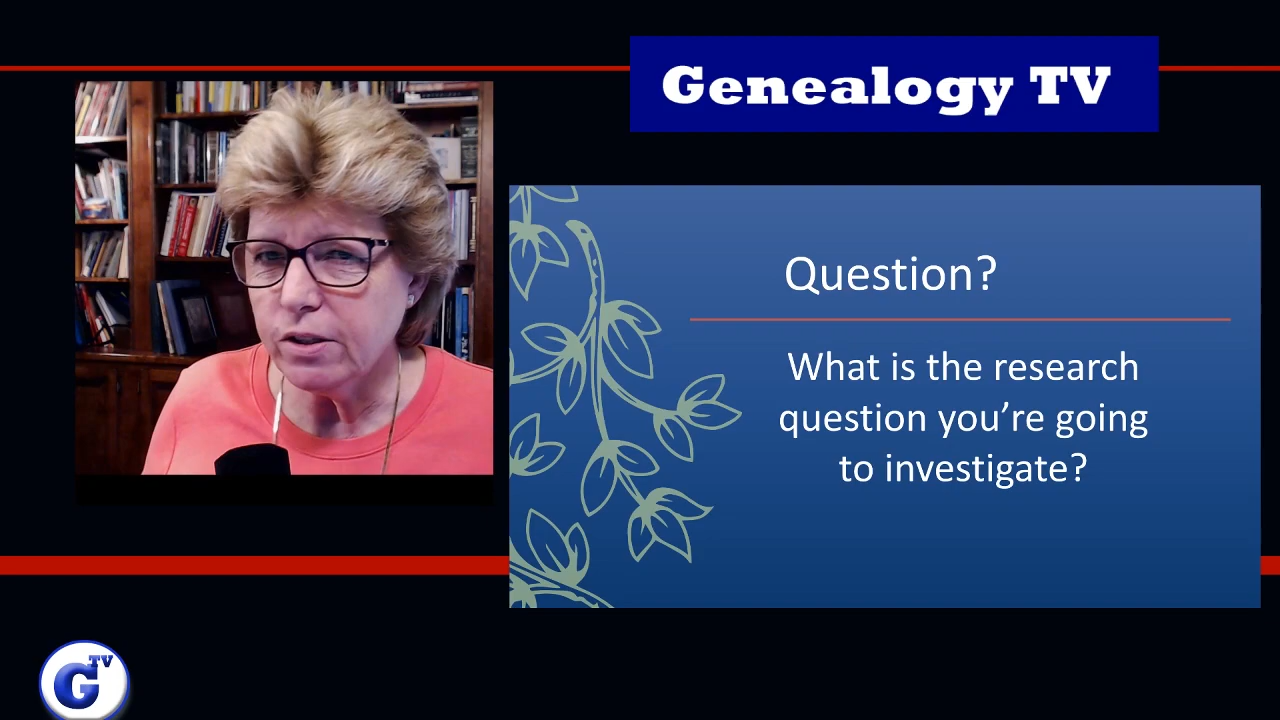 Genealogy TV
Question?
What is the research
question you're going
to investigate?
G TV